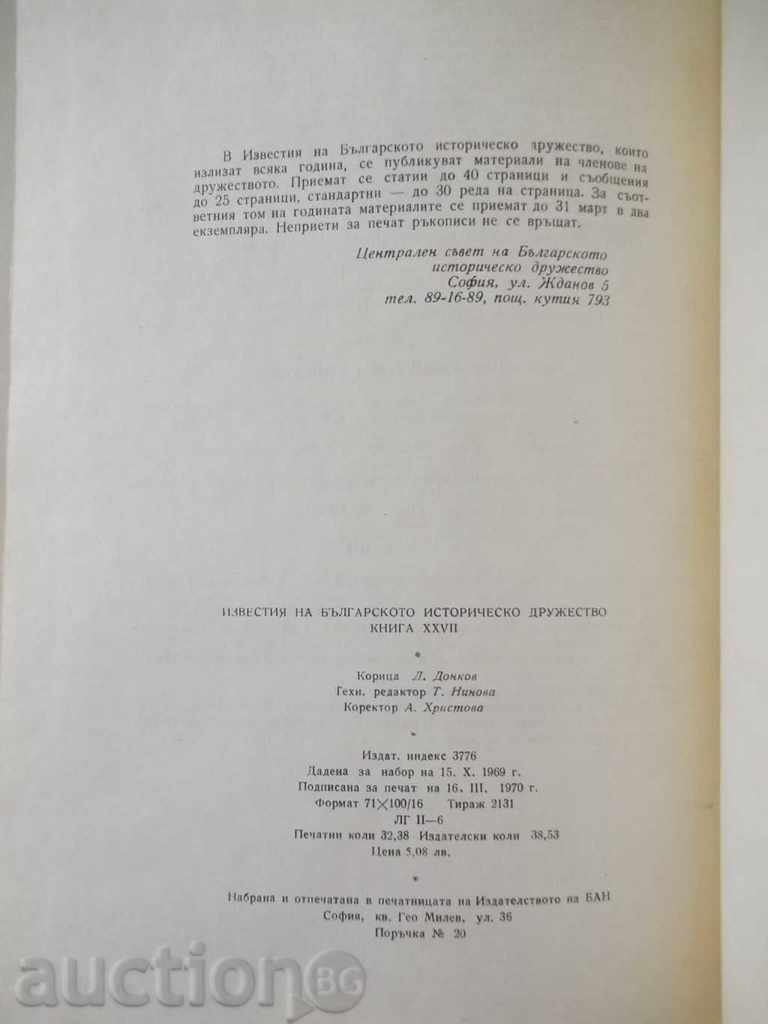 В Известия на Българското историческо дружество, които
излизат всяка година, се публикуват материали на членове на
дружеството. Приемат се статии до 40 страници и съобщения
до 25 страници, стандартни — до 30 реда на страница. За съот-
ветния том на годината материалите се приемат до 31 март в два
екземпляра. Неприети за печат ръкописи не се връщат.
Централен съвет на Българското
историческо дружество
София, ул. Жданов 5
тел. 89-16-89, пощ. кутия 793
ИЗВЕСТИЯ НА БЪЛГАРСКОТО ИСТОРИЧЕСКО ДРУЖЕСТВО
КНИГА XXVII
*
Корица Л. Донков
Техн. редактор Т. Нинова
Коректор А. Христова
*
Издат. индекс 3776
Дадена за набор на 15. X. 1969 г.
Подписана за печат на 16. III. 1970 г.
Формат 71×100/16 Тираж 2131
ЛГ II—6
Печатни коли 32,38 Издателски коли 38,53
Цена 5,08 лв.
*
Набрана и отпечатана в печатницата на Издателството на БАН
София, кв. Гео Милев, ул. 36
Поръчка № 20
auction BG